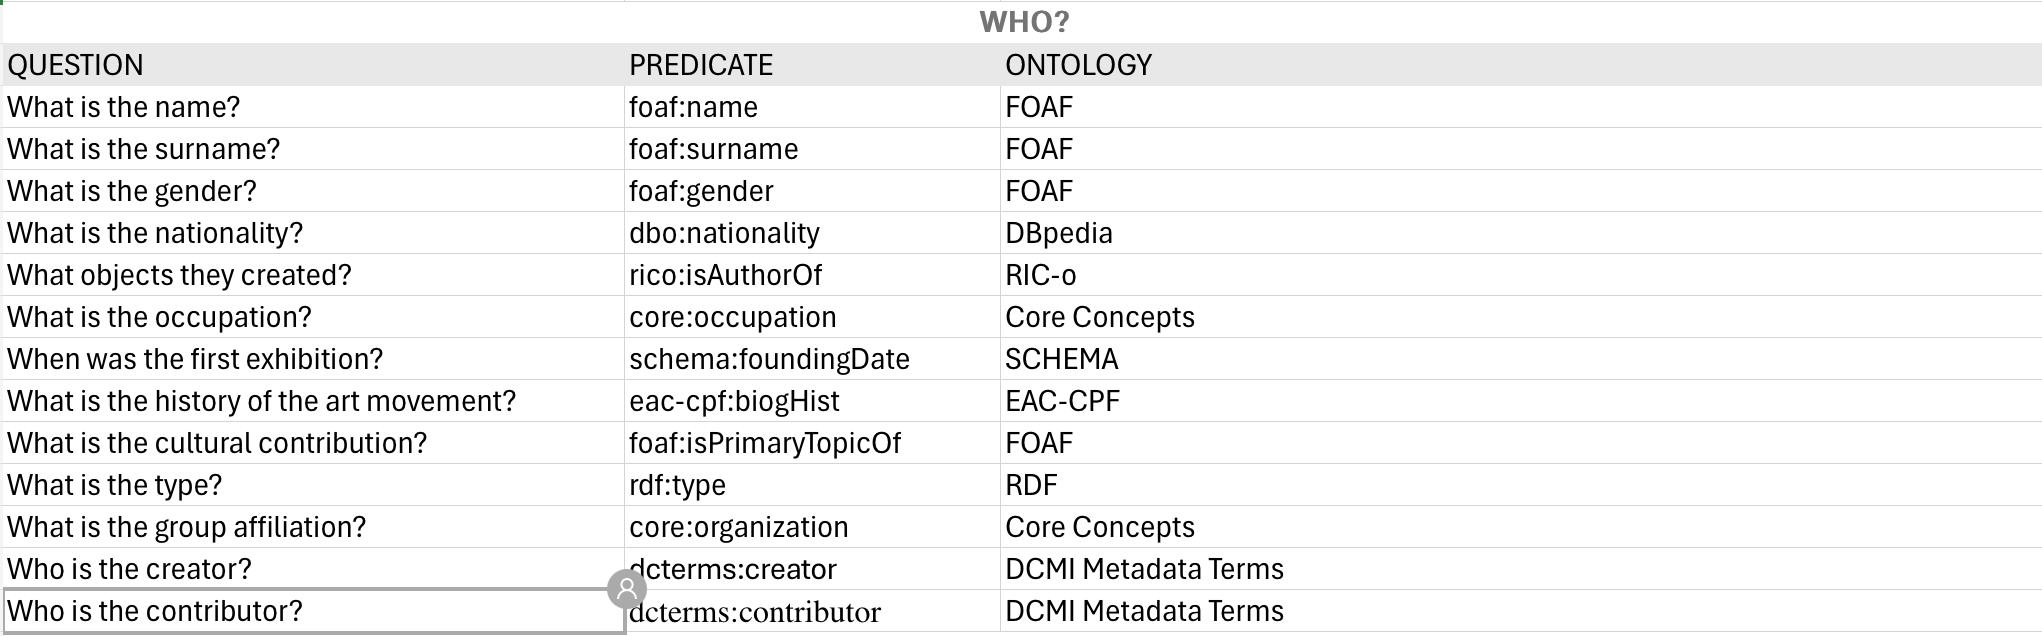 WHO?
QUESTION PREDICATE ONTOLOGY
What is the name? foaf:name FOAF
What is the surname? foaf:surname FOAF
What is the gender? foaf:gender FOAF
What is the nationality? dbo:nationality DBpedia
What objects they created? rico:isAuthorOf RIC-o
What is the occupation? core:occupation Core Concepts
When was the first exhibition? schema:foundingDate SCHEMA
What is the history of the art movement? eac-cpf:biogHist EAC-CPF
What is the cultural contribution? foaf:isPrimaryTopicOf FOAF
What is the type? rdf:type RDF
What is the group affiliation? core:organization Core Concepts
Who is the creator? dcterms:creator DCMI Metadata Terms
Who is the contributor? dcterms:contributor DCMI Metadata Terms